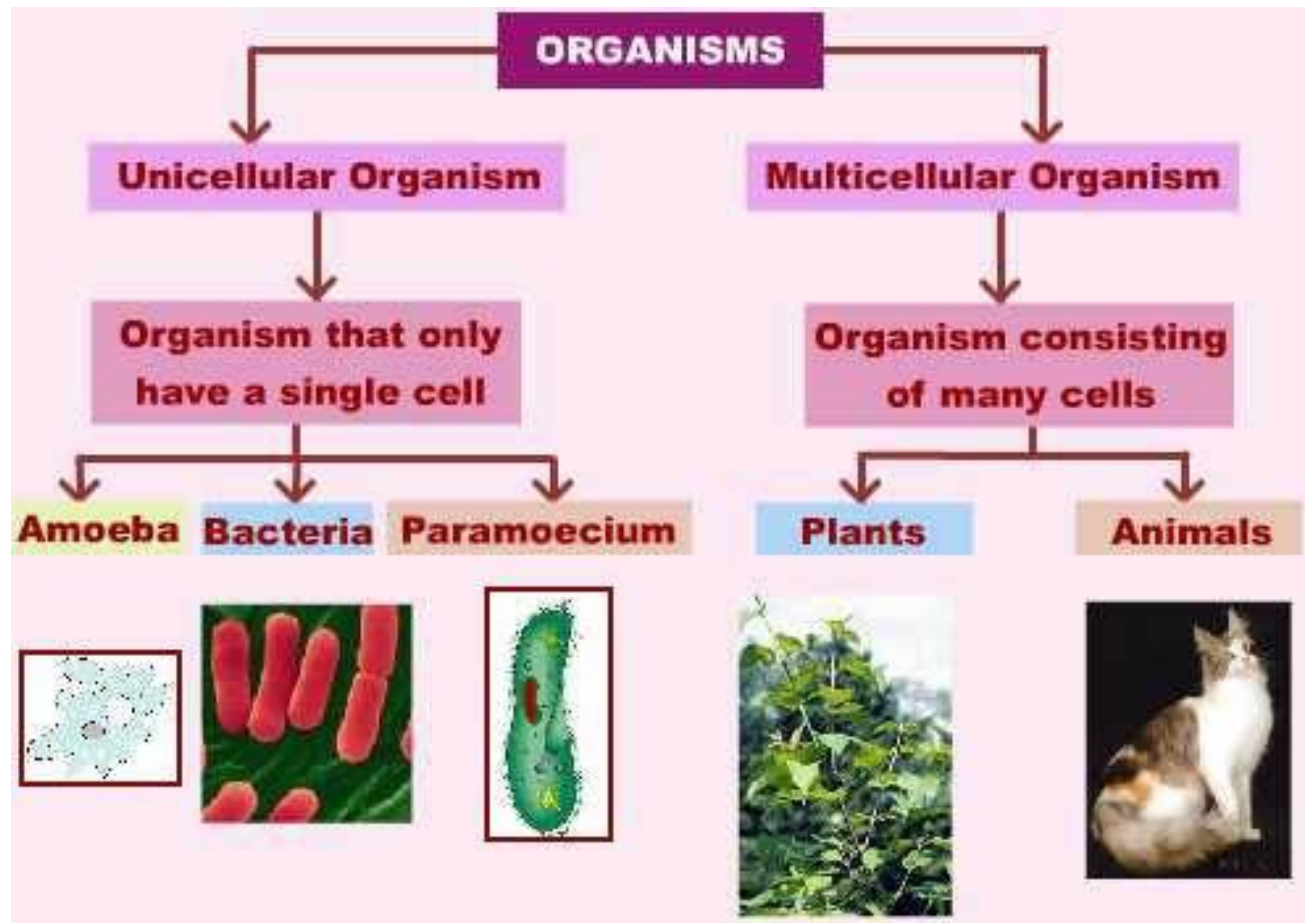 ORGANISMS
Unicellular Organism
Multicellular Organism
Organism that only
have a single cell
Organism consisting
of many cells
Amoeba
Bacteria
Paramoecium
Plants
Animals